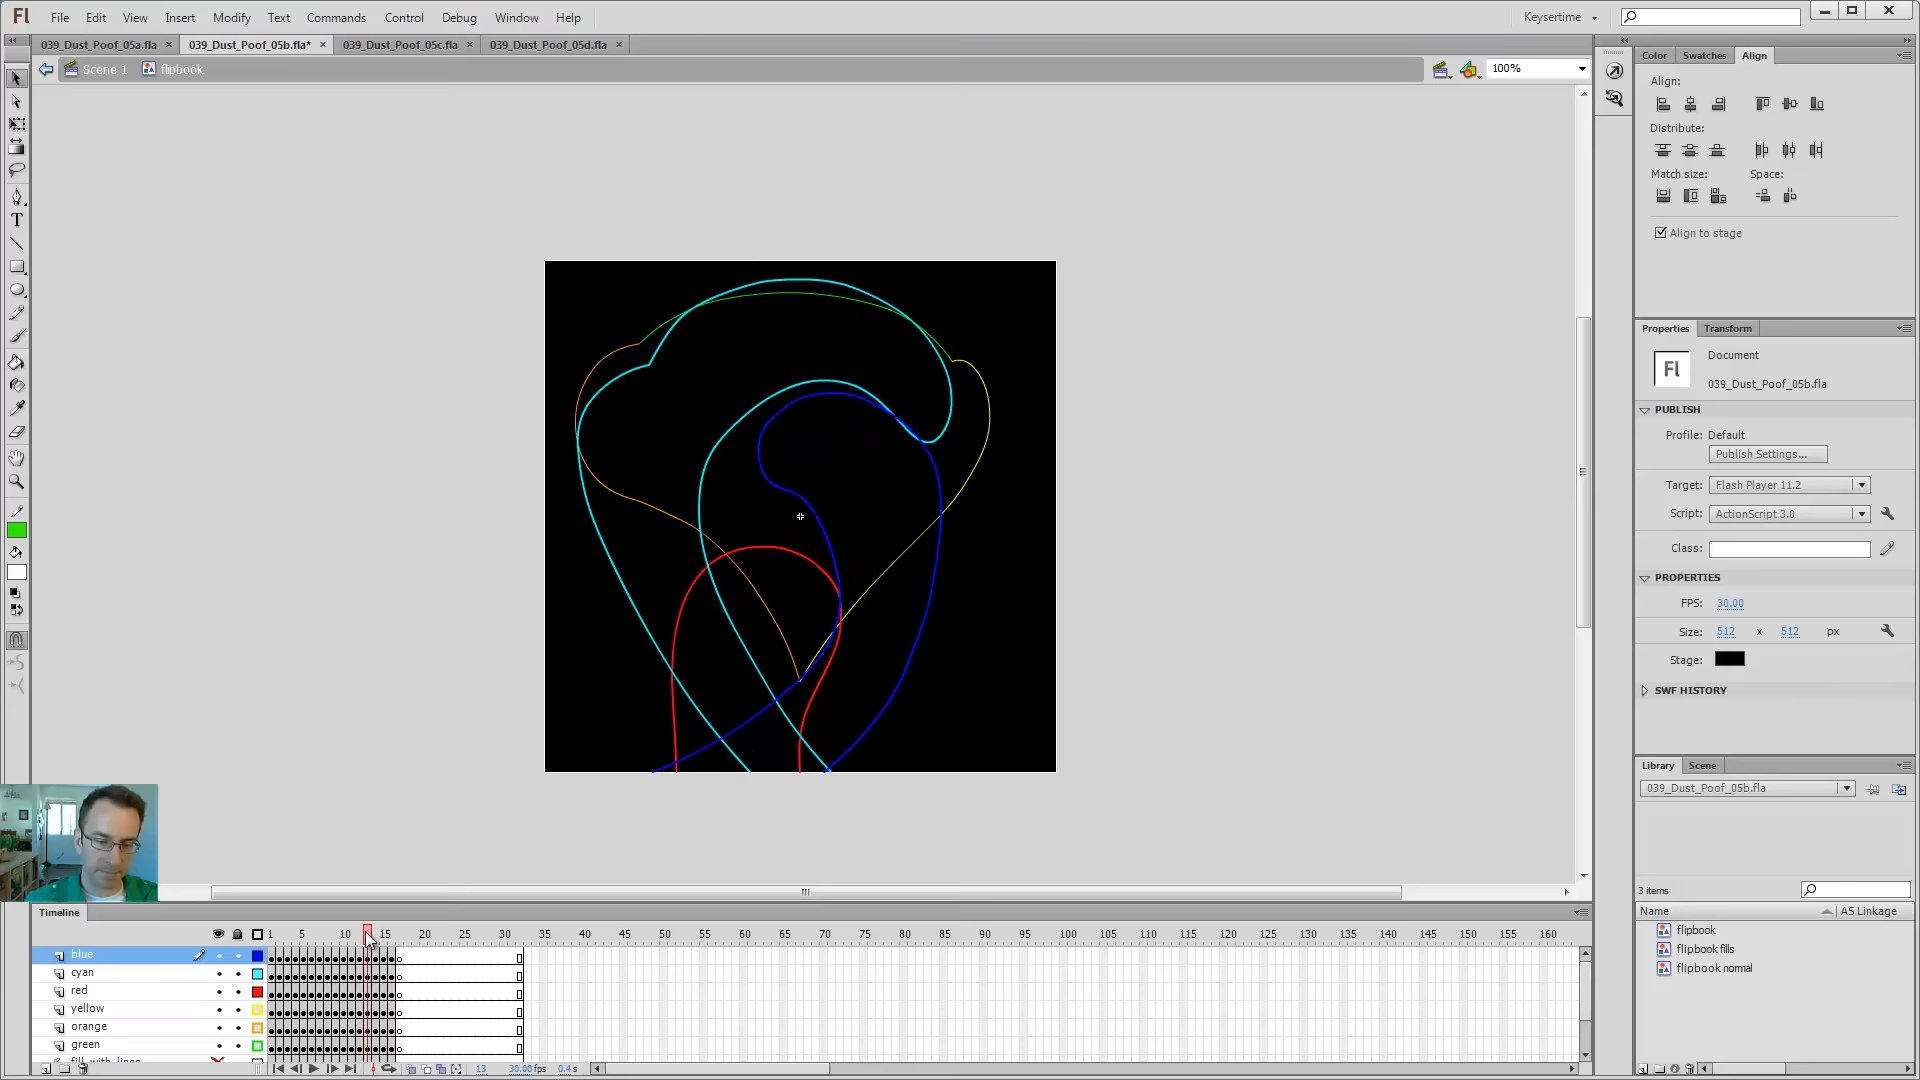 Fl File Edit View Insert Modify Text Commands Control Debug Window Help Keysertime
039_Dust_Poof_05a.fla × 039_Dust_Poof_05b.fla* × 039_Dust_Poof_05c.fla × 039_Dust_Poof_05d.fla ×
Scene 1 flipbook 100%
Color Swatches Align
Align:
Distribute:
Match size: Space:
Align to stage
Properties Transform
Fl
Document
039_Dust_Poof_05b.fla
PUBLISH
Profile: Default
Publish Settings...
Target: Flash Player 11.2
Script: ActionScript 3.0
Class:
PROPERTIES
FPS: 30.00
Size: 512 x 512 px
Stage:
SWF HISTORY
Library Scene
039_Dust_Poof_05b.fla
3 items
Name AS Linkage
flipbook
flipbook fills
flipbook normal
Timeline
1 5 10 15 20 25 30 35 40 45 50 55 60 65 70 75 80 85 90 95 100 105 110 115 120 125 130 135 140 145 150 155 160
blue
cyan
red
yellow
orange
green
fill_with_lines
13 30.00 fps 0.4 s